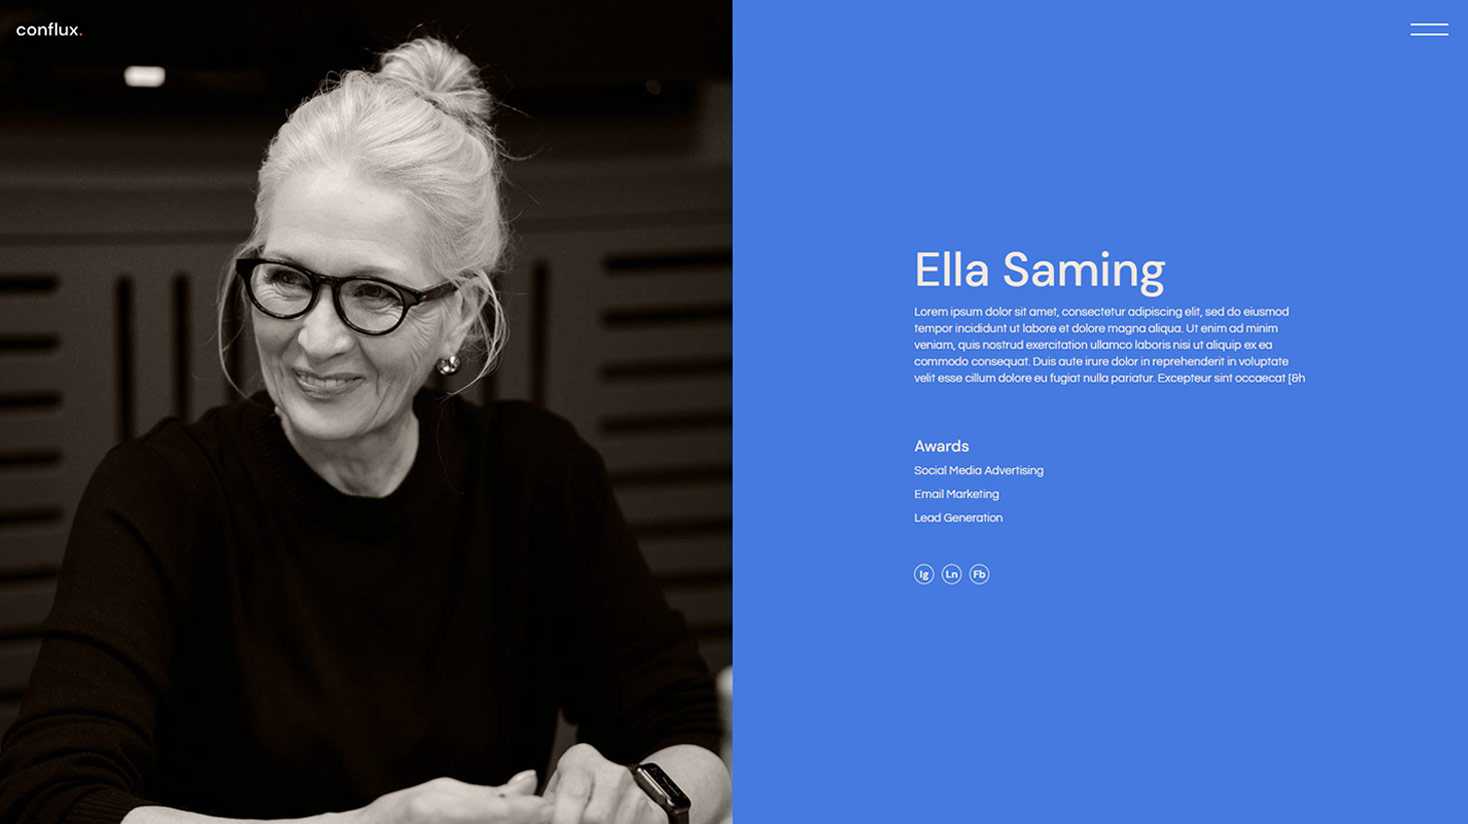 conflux.
Ella Saming
Lorem ipsum dolor sit amet, consectetur adipiscing elit, sed do eiusmod
tempor incididunt ut labore et dolore magna aliqua. Ut enim ad minim
veniam, quis nostrud exercitation ullamco laboris nisi ut aliquip ex ea
commodo consequat. Duis aute irure dolor in reprehenderit in voluptate
velit esse cillum dolore eu fugiat nulla pariatur. Excepteur sint occaecat [&h
Awards
Social Media Advertising
Email Marketing
Lead Generation
Ig Ln Fb